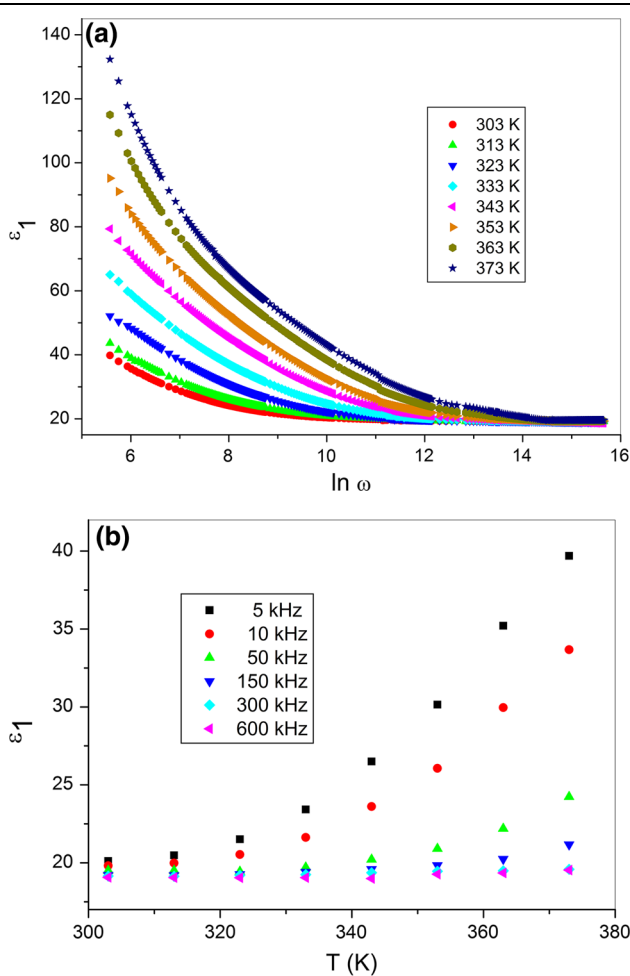 (a)
140
120
100
80
60
40
20
ε1
303 K
313 K
323 K
333 K
343 K
353 K
363 K
373 K
6 8 10 12 14 16
ln ω
(b)
40
35
30
25
20
ε1
5 kHz
10 kHz
50 kHz
150 kHz
300 kHz
600 kHz
300 320 340 360 380
T (K)